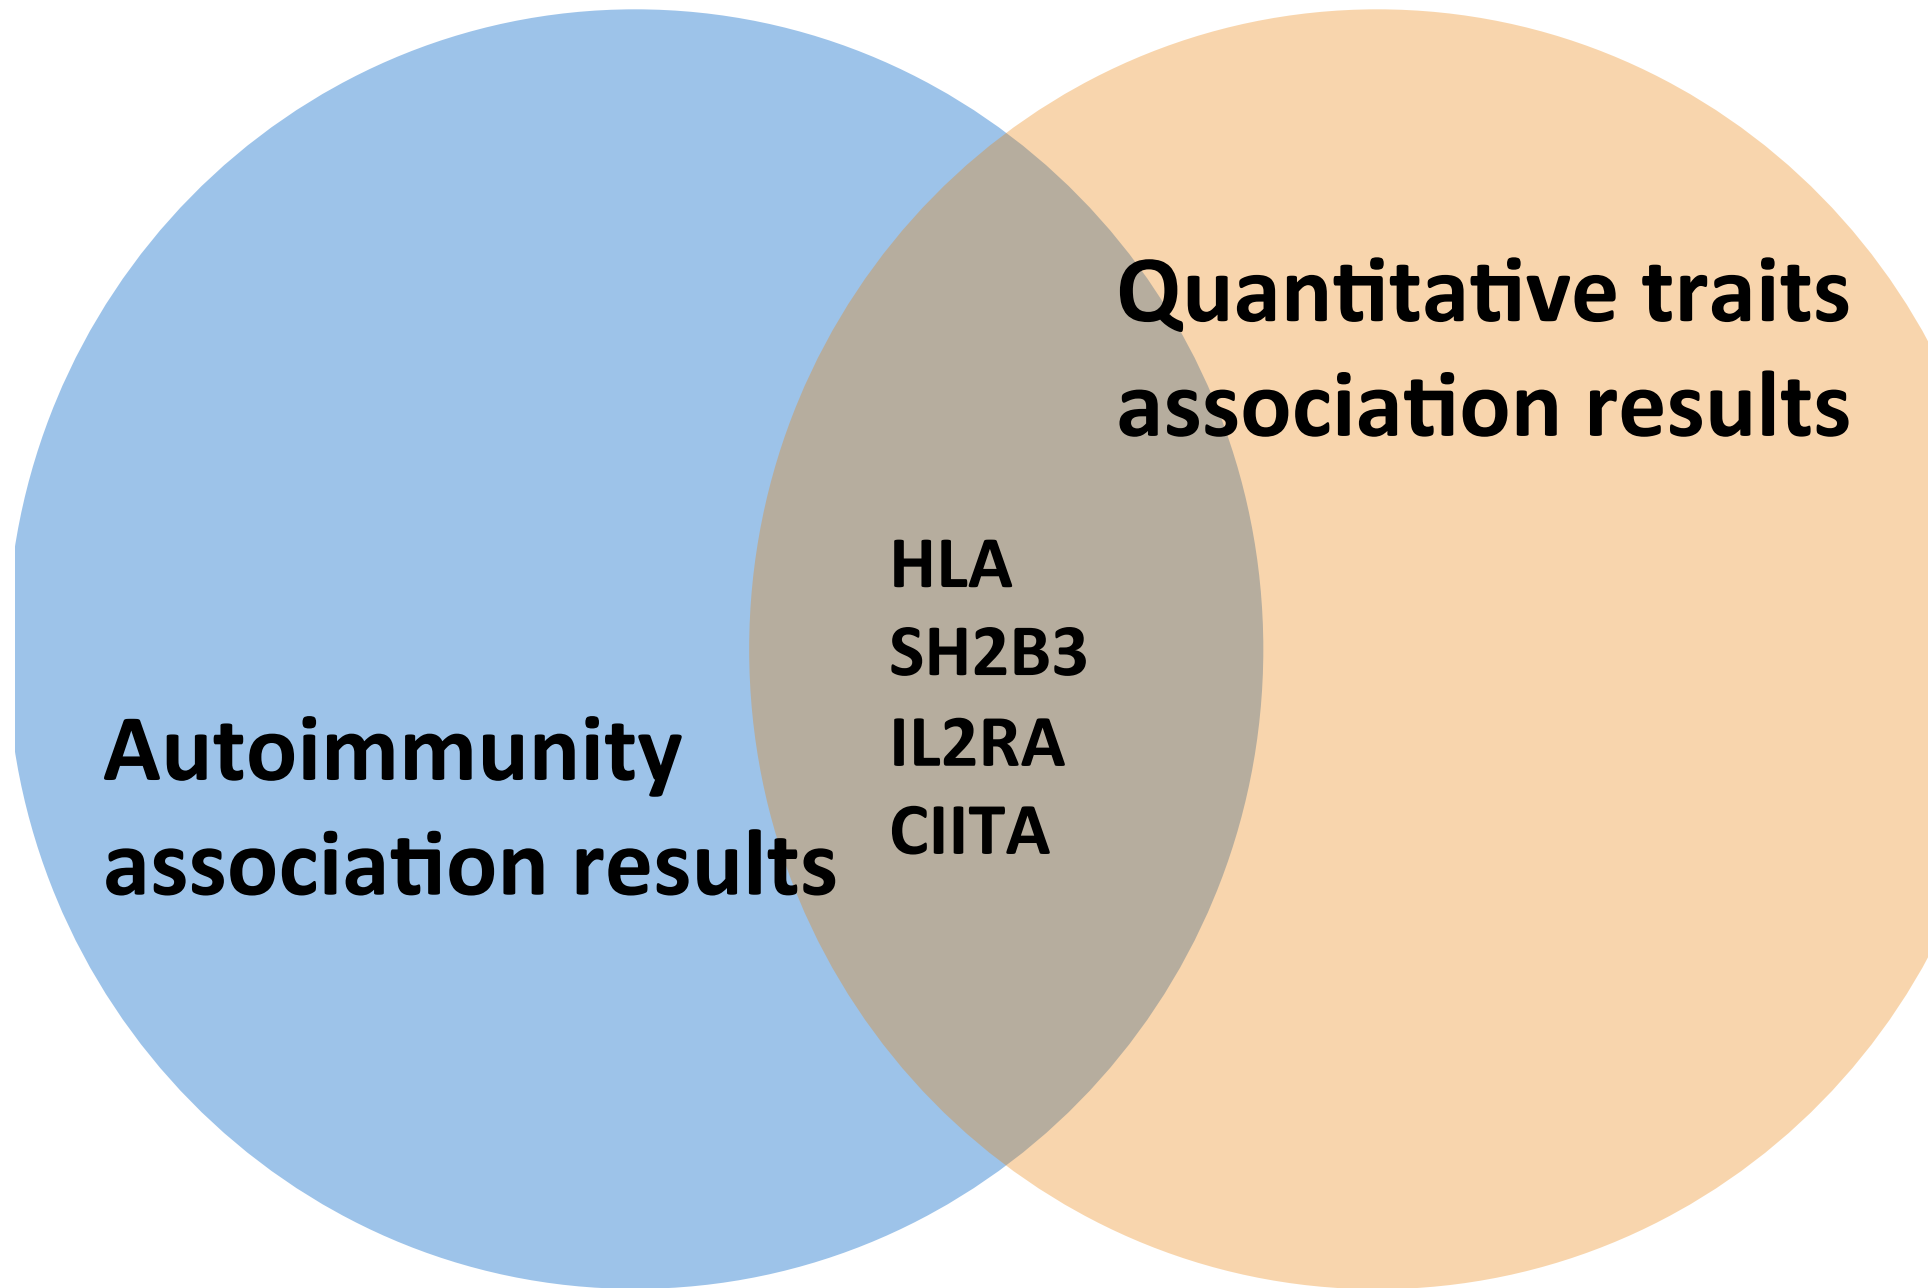 Quantitative traits
association results
HLA
SH2B3
IL2RA
CIITA
Autoimmunity
association results